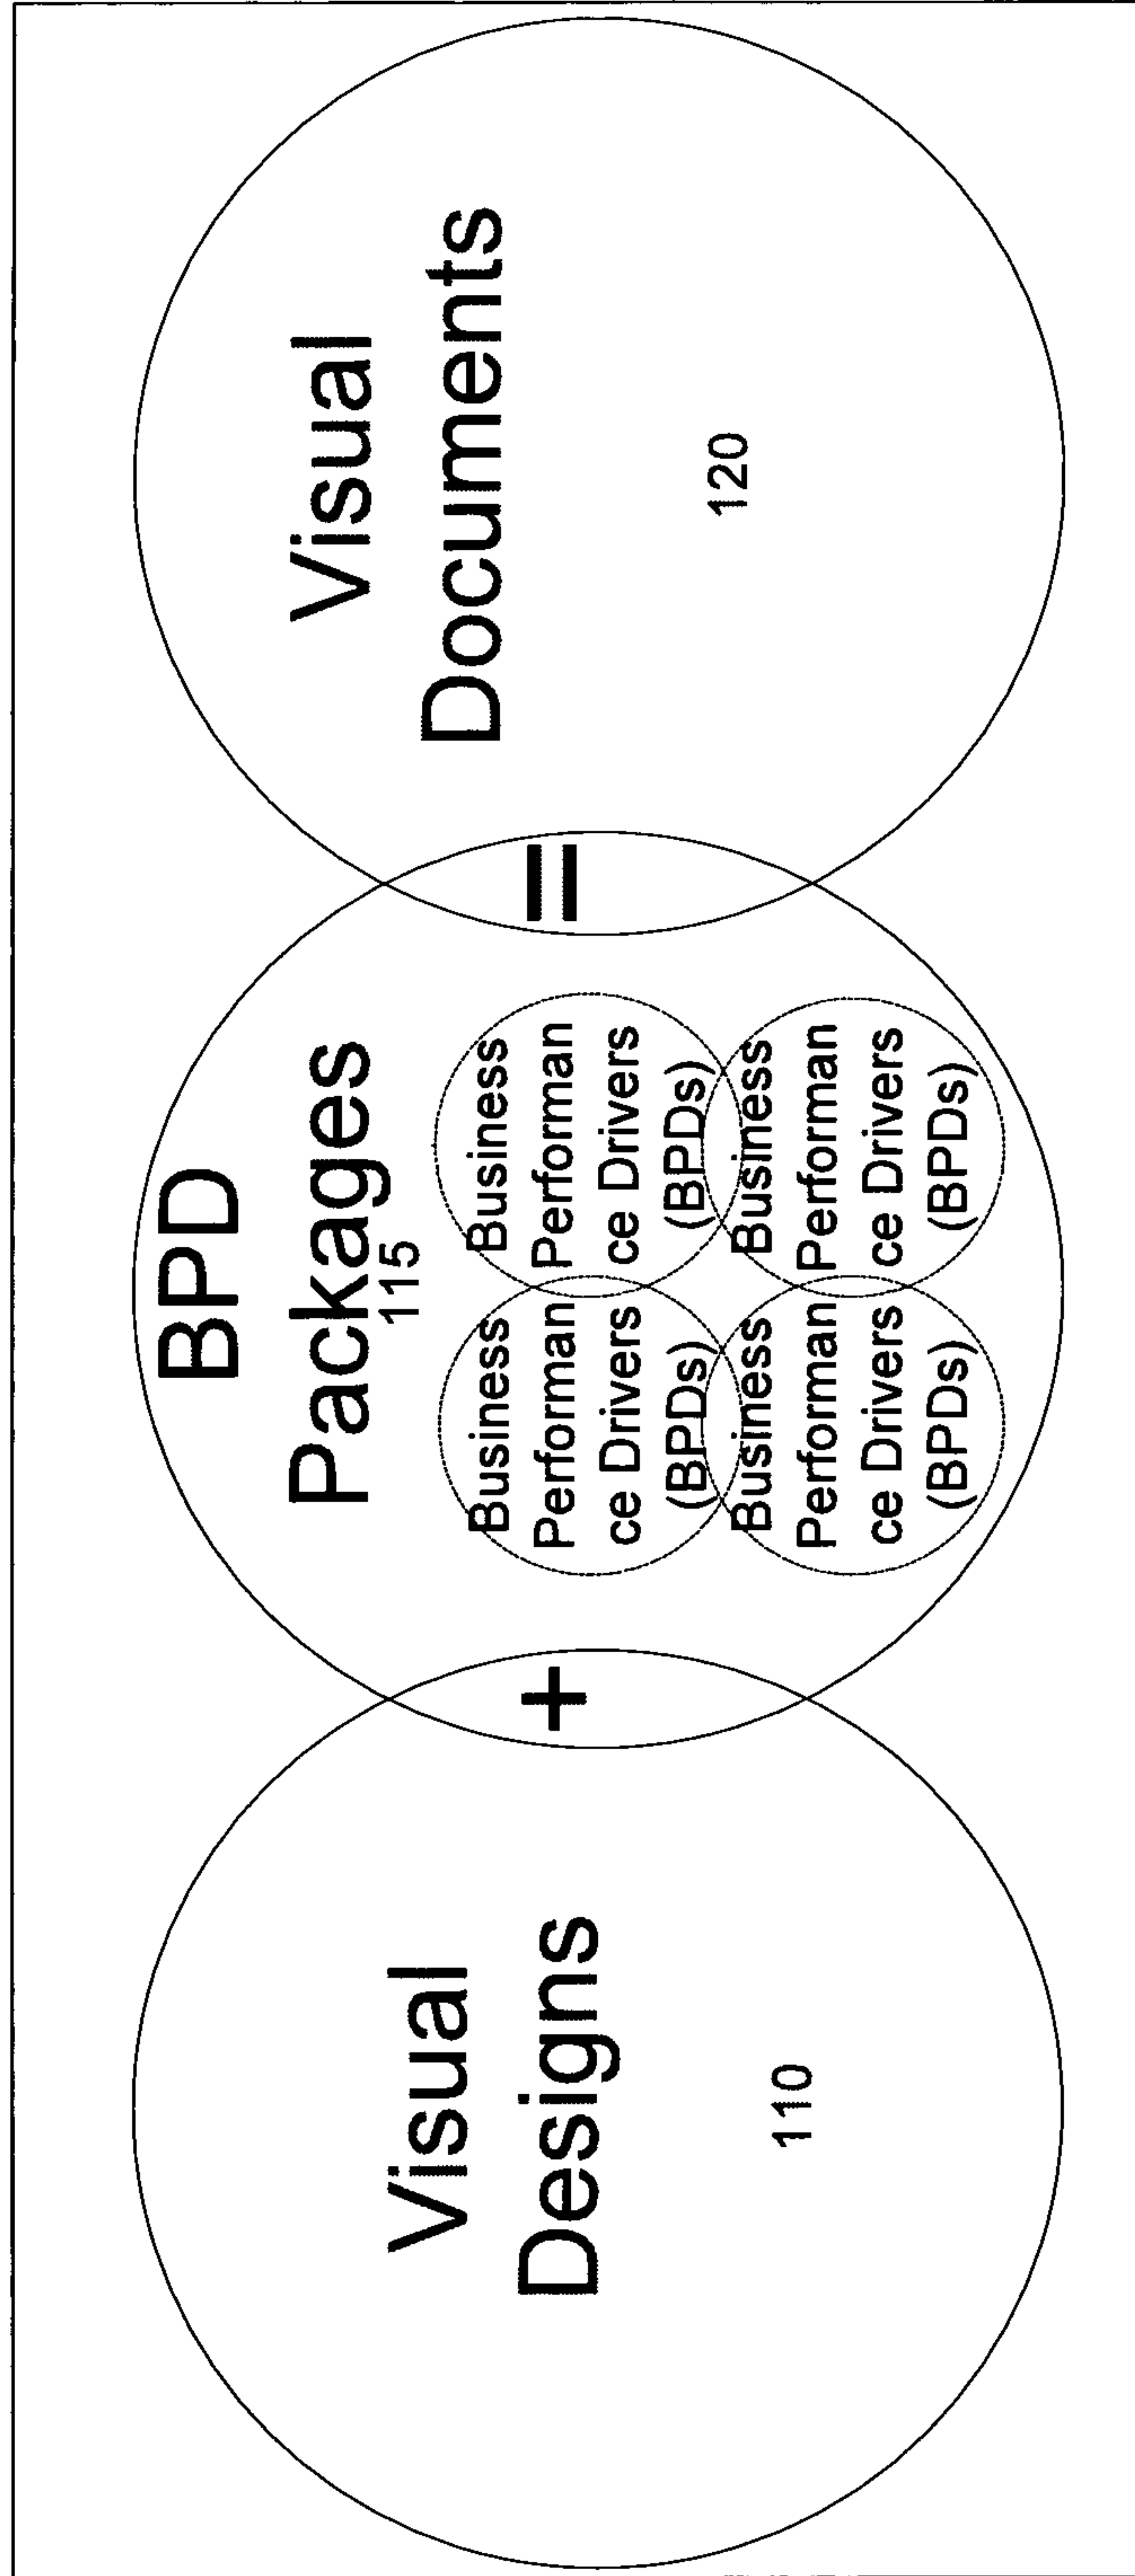 Visual
Designs
110
+
BPD
Packages
115
Business
Performan
ce Drivers
(BPDs)
Business
Performan
ce Drivers
(BPDs)
Business
Performan
ce Drivers
(BPDs)
Business
Performan
ce Drivers
(BPDs)
=
Visual
Documents
120